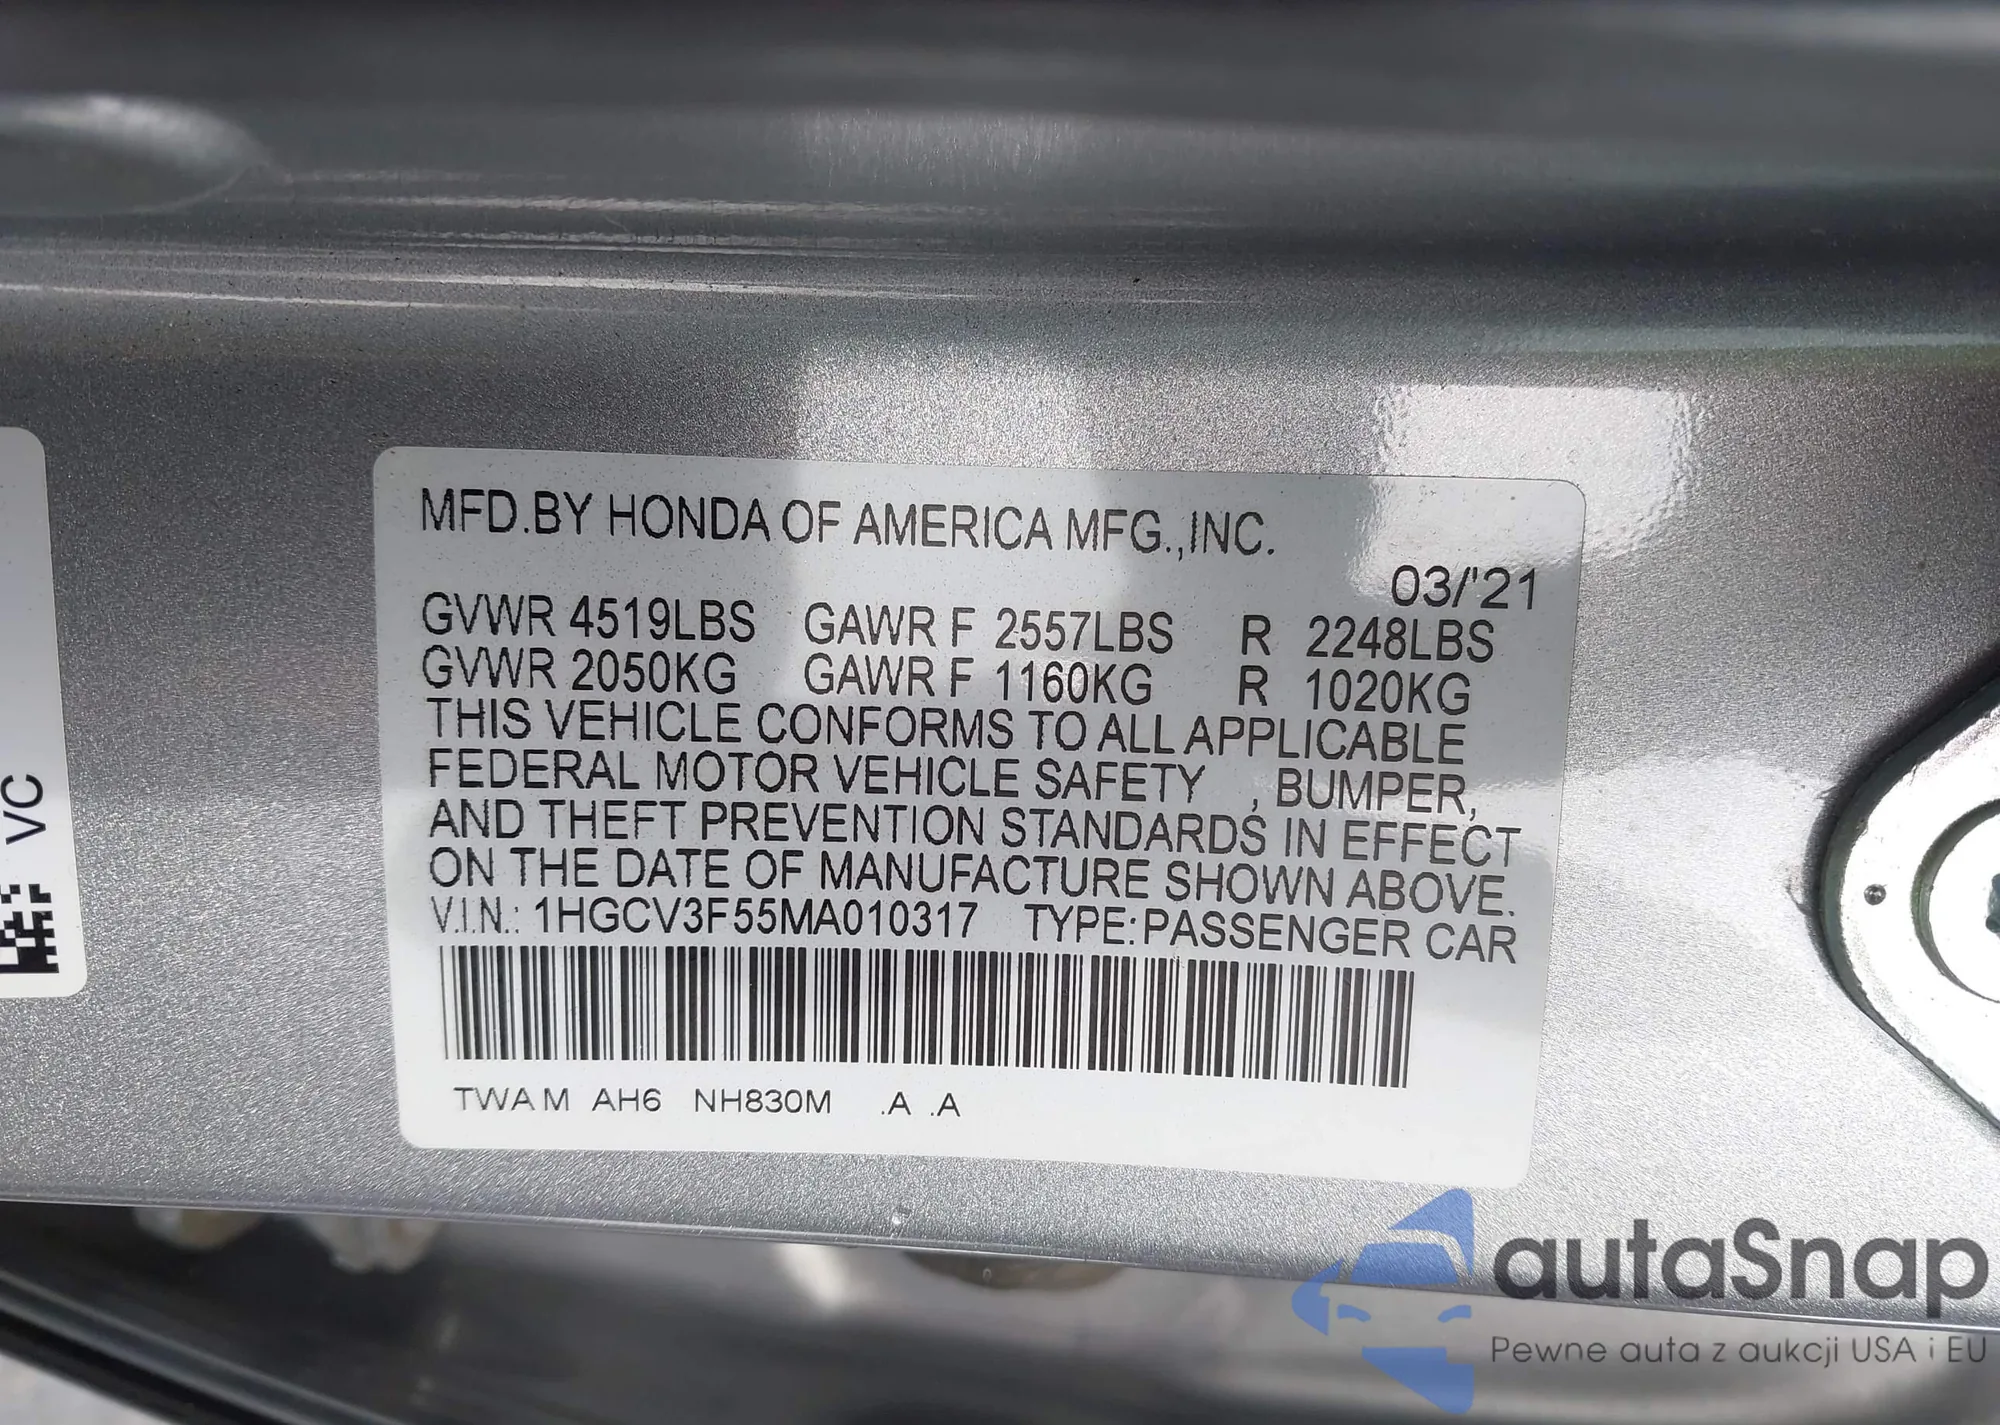 MFD.BY HONDA OF AMERICA MFG.,INC.
03/'21
GVWR 4519LBS GAWR F 2557LBS R 2248LBS
GVWR 2050KG GAWR F 1160KG R 1020KG
THIS VEHICLE CONFORMS TO ALL APPLICABLE
FEDERAL MOTOR VEHICLE SAFETY , BUMPER,
AND THEFT PREVENTION STANDARDS IN EFFECT
ON THE DATE OF MANUFACTURE SHOWN ABOVE.
V.I.N.: 1HGCV3F55MA010317 TYPE:PASSENGER CAR
TWAM AH6 NH830M .A .A
VC
autaSnap
Pewne auta z aukcji USA i EU